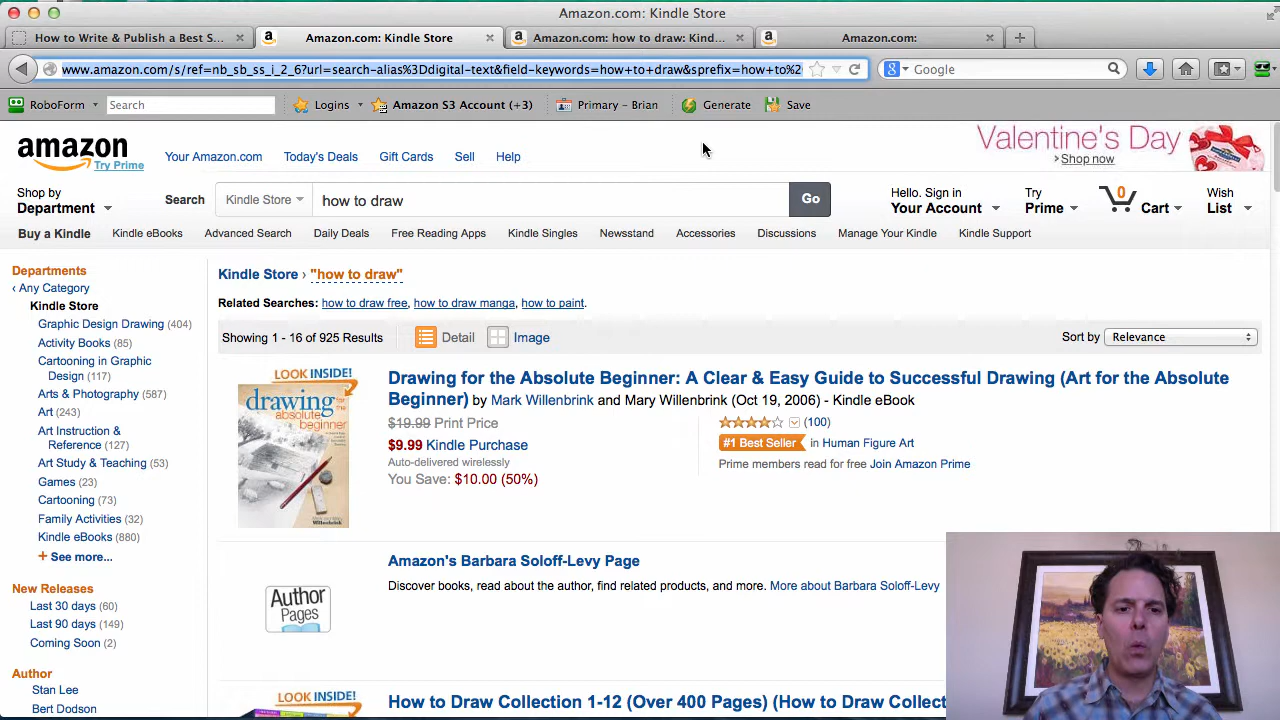 Amazon.com: Kindle Store
How to Write & Publish a Best S...
Amazon.com: Kindle Store
Amazon.com: how to draw: Kind...
Amazon.com:
www.amazon.com/s/ref=nb_sb_ss_i_2_6?url=search-alias%3Ddigital-text&field-keywords=how+to+draw&sprefix=how+to%2
Google
RoboForm
Search
Logins
Amazon S3 Account (+3)
Primary - Brian
Generate
Save
amazon
Try Prime
Your Amazon.com
Today's Deals
Gift Cards
Sell
Help
Valentine's Day
> Shop now
Shop by
Department
Search
Kindle Store
how to draw
Go
Hello. Sign in
Your Account
Try
Prime
0
Cart
Wish
List
Buy a Kindle
Kindle eBooks
Advanced Search
Daily Deals
Free Reading Apps
Kindle Singles
Newsstand
Accessories
Discussions
Manage Your Kindle
Kindle Support
Departments
‹ Any Category
Kindle Store
Graphic Design Drawing (404)
Activity Books (85)
Cartooning in Graphic
Design (117)
Arts & Photography (587)
Art (243)
Art Instruction &
Reference (127)
Art Study & Teaching (53)
Games (23)
Cartooning (73)
Family Activities (32)
Kindle eBooks (880)
+ See more...
New Releases
Last 30 days (60)
Last 90 days (149)
Coming Soon (2)
Author
Stan Lee
Bert Dodson
Kindle Store › "how to draw"
Related Searches: how to draw free, how to draw manga, how to paint.
Showing 1 - 16 of 925 Results
Detail
Image
Sort by
Relevance
LOOK INSIDE!
drawing for the
absolute
beginner
Willenbrink
Drawing for the Absolute Beginner: A Clear & Easy Guide to Successful Drawing (Art for the Absolute
Beginner) by Mark Willenbrink and Mary Willenbrink (Oct 19, 2006) - Kindle eBook
$19.99 Print Price
$9.99 Kindle Purchase
Auto-delivered wirelessly
You Save: $10.00 (50%)
(100)
#1 Best Seller in Human Figure Art
Prime members read for free Join Amazon Prime
Author
Pages
Amazon's Barbara Soloff-Levy Page
Discover books, read about the author, find related products, and more. More about Barbara Soloff-Levy
LOOK INSIDE!
How to Draw Collection 1-12 (Over 400 Pages) (How to Draw Collect